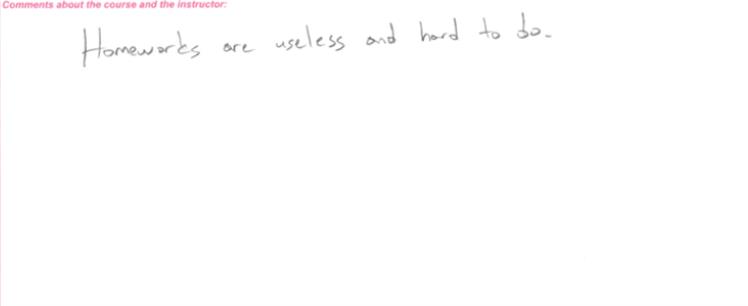 Comments about the course and the instructor:
Homeworks are useless and hard to do.